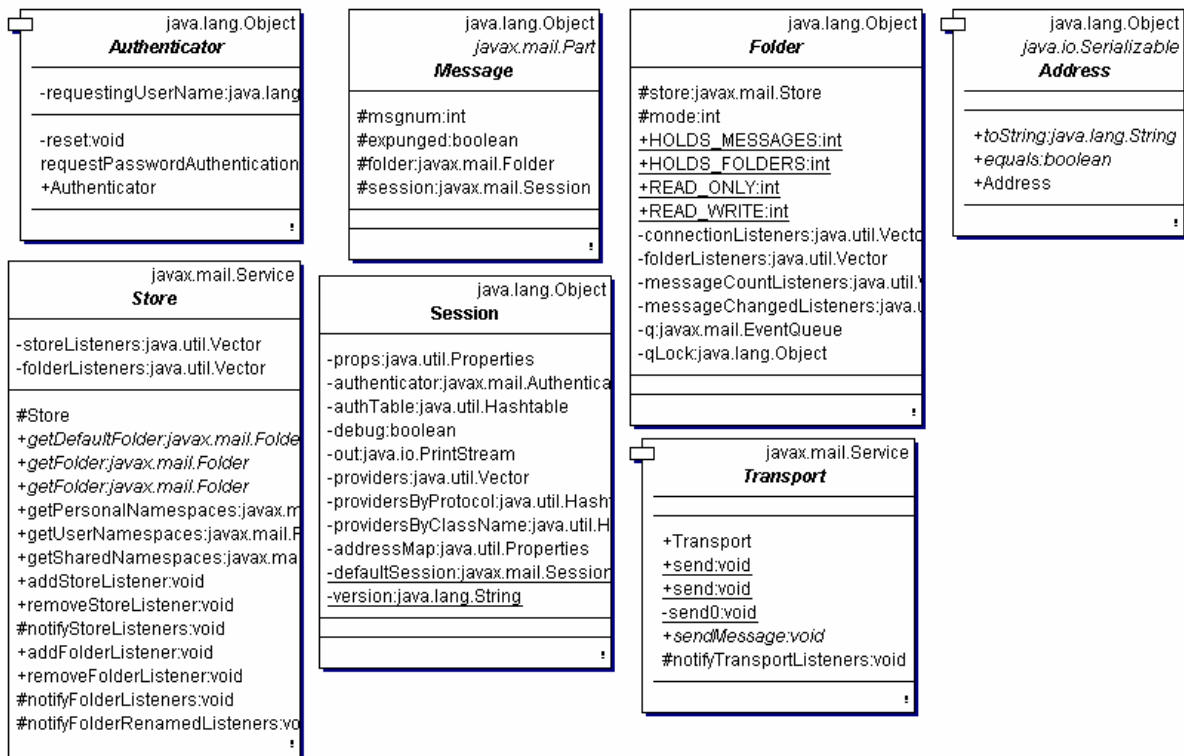 java.lang.Object
Authenticator
-requestingUserName:java.lang
-reset:void
requestPasswordAuthentication
+Authenticator
!
java.lang.Object
javax.mail.Part
Message
#msgnum:int
#expunged:boolean
#folder:javax.mail.Folder
#session:javax.mail.Session
!
java.lang.Object
Folder
#store:javax.mail.Store
#mode:int
+HOLDS_MESSAGES:int
+HOLDS_FOLDERS:int
+READ_ONLY:int
+READ_WRITE:int
-connectionListeners:java.util.Vecto
-folderListeners:java.util.Vector
-messageCountListeners:java.util.V
-messageChangedListeners:java.u
-q:javax.mail.EventQueue
-qLock:java.lang.Object
!
java.lang.Object
java.io.Serializable
Address
+toString:java.lang.String
+equals:boolean
+Address
!
javax.mail.Service
Store
-storeListeners:java.util.Vector
-folderListeners:java.util.Vector
#Store
+getDefaultFolder:javax.mail.Folde
+getFolder:javax.mail.Folder
+getFolder:javax.mail.Folder
+getPersonalNamespaces:javax.m
+getUserNamespaces:javax.mail.F
+getSharedNamespaces:javax.ma
+addStoreListener:void
+removeStoreListener:void
#notifyStoreListeners:void
+addFolderListener:void
+removeFolderListener:void
#notifyFolderListeners:void
#notifyFolderRenamedListeners:vo
!
java.lang.Object
Session
-props:java.util.Properties
-authenticator:javax.mail.Authentica
-authTable:java.util.Hashtable
-debug:boolean
-out:java.io.PrintStream
-providers:java.util.Vector
-providersByProtocol:java.util.Hasht
-providersByClassName:java.util.H
-addressMap:java.util.Properties
-defaultSession:javax.mail.Session
-version:java.lang.String
!
javax.mail.Service
Transport
+Transport
+send:void
+send:void
-send0:void
+sendMessage:void
#notifyTransportListeners:void
!